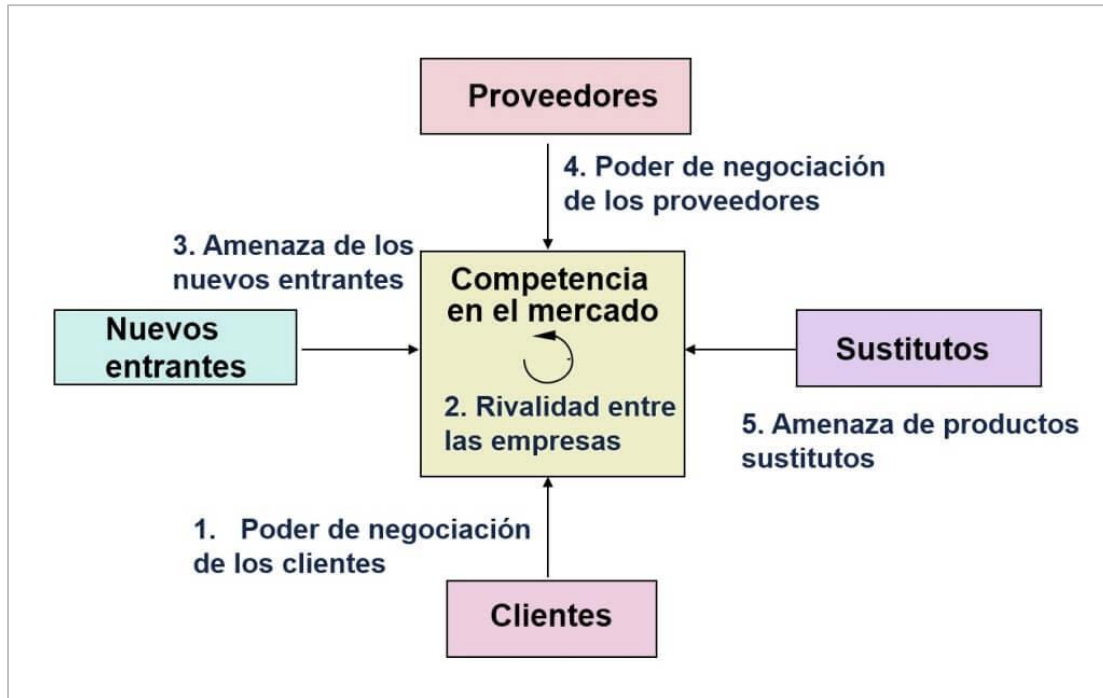 Proveedores
4. Poder de negociación
de los proveedores
3. Amenaza de los
nuevos entrantes
Competencia
en el mercado
Nuevos
entrantes
Sustitutos
2. Rivalidad entre
las empresas
5. Amenaza de productos
sustitutos
1. Poder de negociación
de los clientes
Clientes